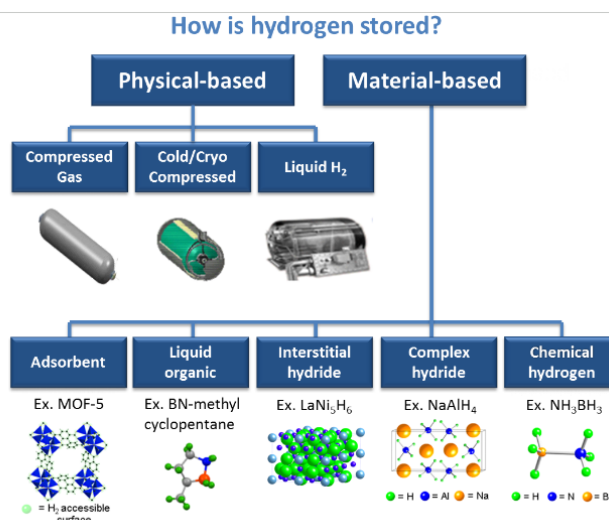 How is hydrogen stored?
Physical-based
Material-based
Compressed
Gas
Cold/Cryo
Compressed
Liquid H₂
Adsorbent
Liquid
organic
Interstitial
hydride
Complex
hydride
Chemical
hydrogen
Ex. MOF-5
Ex. BN-methyl
cyclopentane
Ex. LaNi₅H₆
Ex. NaAlH₄
Ex. NH₃BH₃
= H₂ accessible
surface
= H = Al = Na
= H = N = B